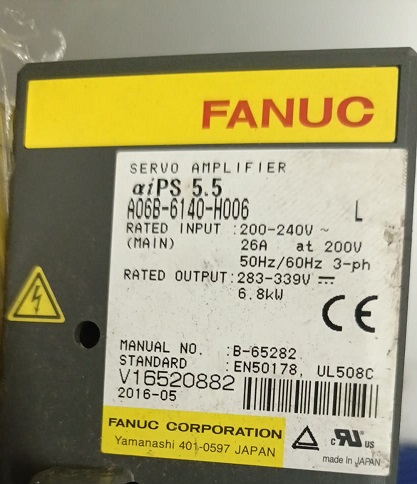 FANUC
SERVO AMPLIFIER
αiPS 5.5
A06B-6140-H006 L
RATED INPUT :200-240V ~
(MAIN) 26A at 200V
50Hz/60Hz 3-ph
RATED OUTPUT:283-339V ⎓
6.8kW
CE
MANUAL NO. :B-65282
STANDARD :EN50178, UL508C
V16520882
2016-05
FANUC CORPORATION
Yamanashi 401-0597 JAPAN
c RU us
made in JAPAN